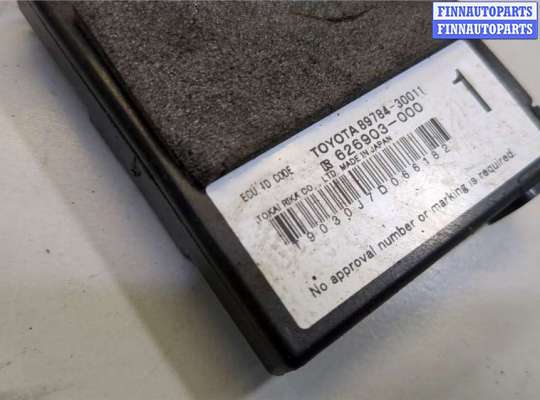 FINNAUTOPARTS
FINNAUTOPARTS
ECU ID CODE
TOYOTA 89784-30011
626903-000
TOKAI RIKA CO., LTD. MADE IN JAPAN
1
No approval number or marking is required.